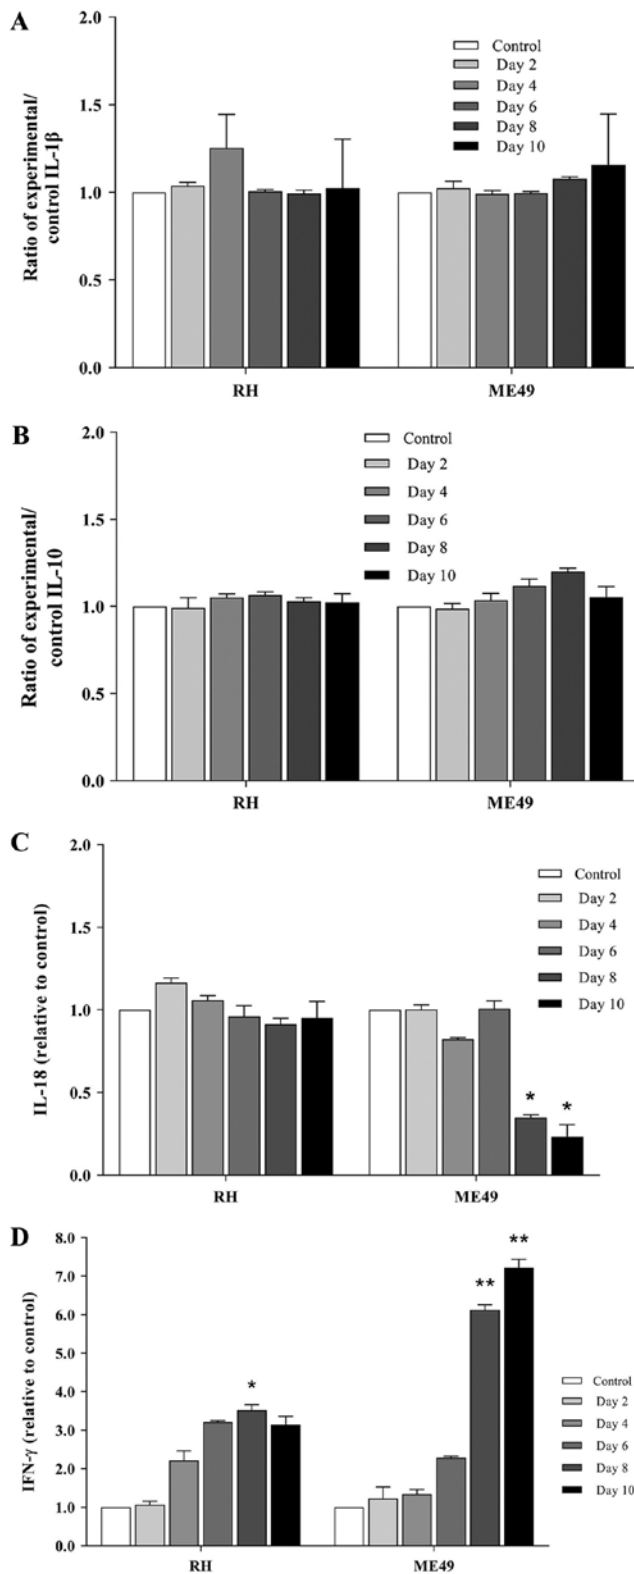 A
2.0
1.5
1.0
0.5
0.0
Ratio of experimental/
control IL-1β
Control
Day 2
Day 4
Day 6
Day 8
Day 10
RH
ME49
B
2.0
1.5
1.0
0.5
0.0
Ratio of experimental/
control IL-10
Control
Day 2
Day 4
Day 6
Day 8
Day 10
RH
ME49
C
2.0
1.5
1.0
0.5
0.0
IL-18 (relative to control)
Control
Day 2
Day 4
Day 6
Day 8
Day 10
*
*
RH
ME49
D
8.0
7.0
6.0
5.0
4.0
3.0
2.0
1.0
0.0
IFN-γ (relative to control)
*
**
**
Control
Day 2
Day 4
Day 6
Day 8
Day 10
RH
ME49